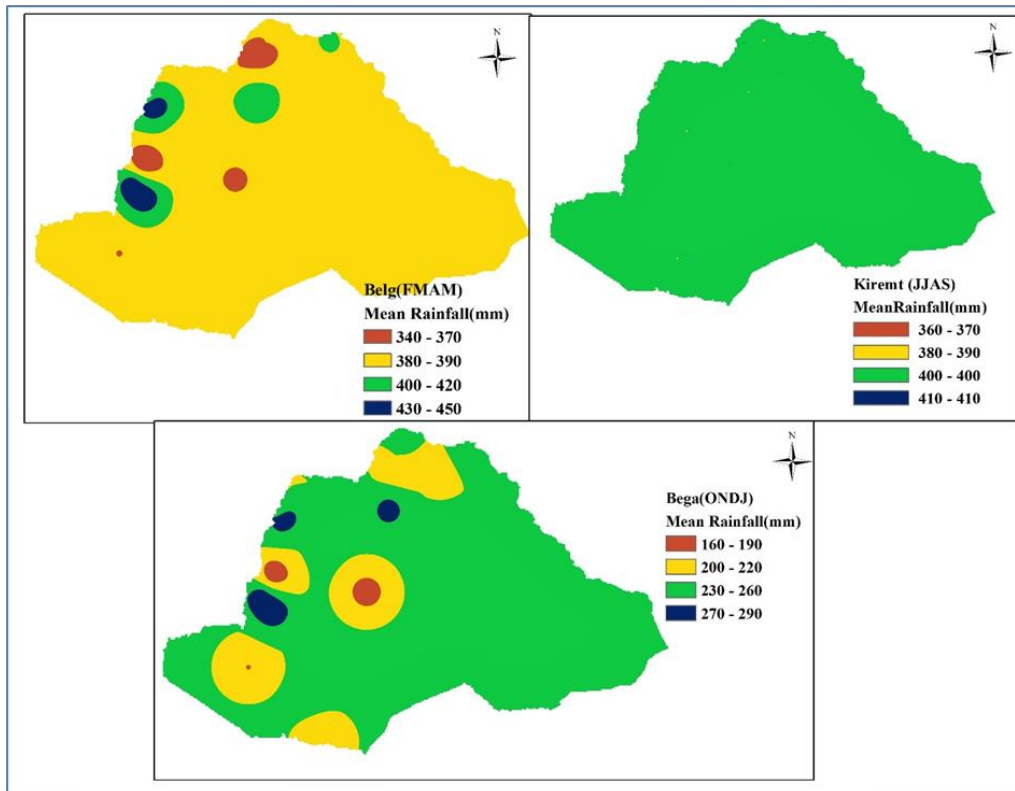 N
Belg(FMAM)
Mean Rainfall(mm)
340 - 370
380 - 390
400 - 420
430 - 450
N
Kiremt (JJAS)
MeanRainfall(mm)
360 - 370
380 - 390
400 - 400
410 - 410
N
Bega(ONDJ)
Mean Rainfall(mm)
160 - 190
200 - 220
230 - 260
270 - 290